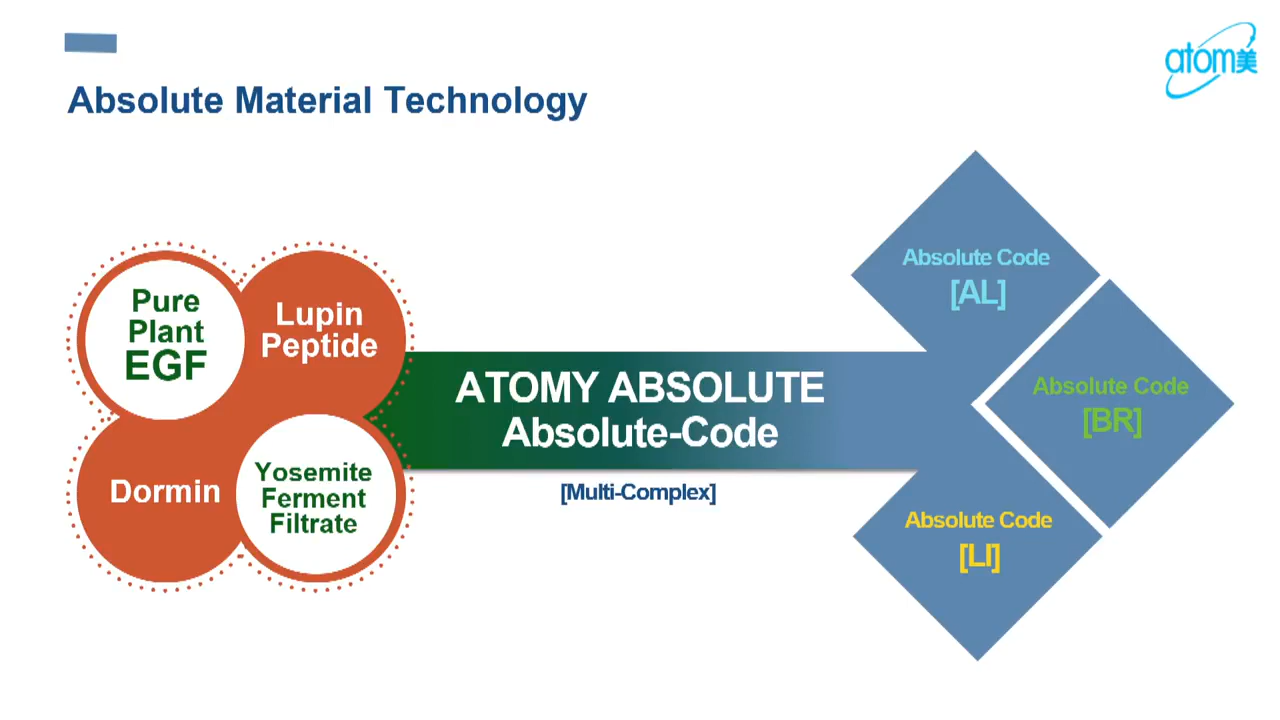 atom美
Absolute Material Technology
Pure
Plant
EGF
Lupin
Peptide
Dormin
Yosemite
Ferment
Filtrate
ATOMY ABSOLUTE
Absolute-Code
[Multi-Complex]
Absolute Code
[AL]
Absolute Code
[BR]
Absolute Code
[LI]